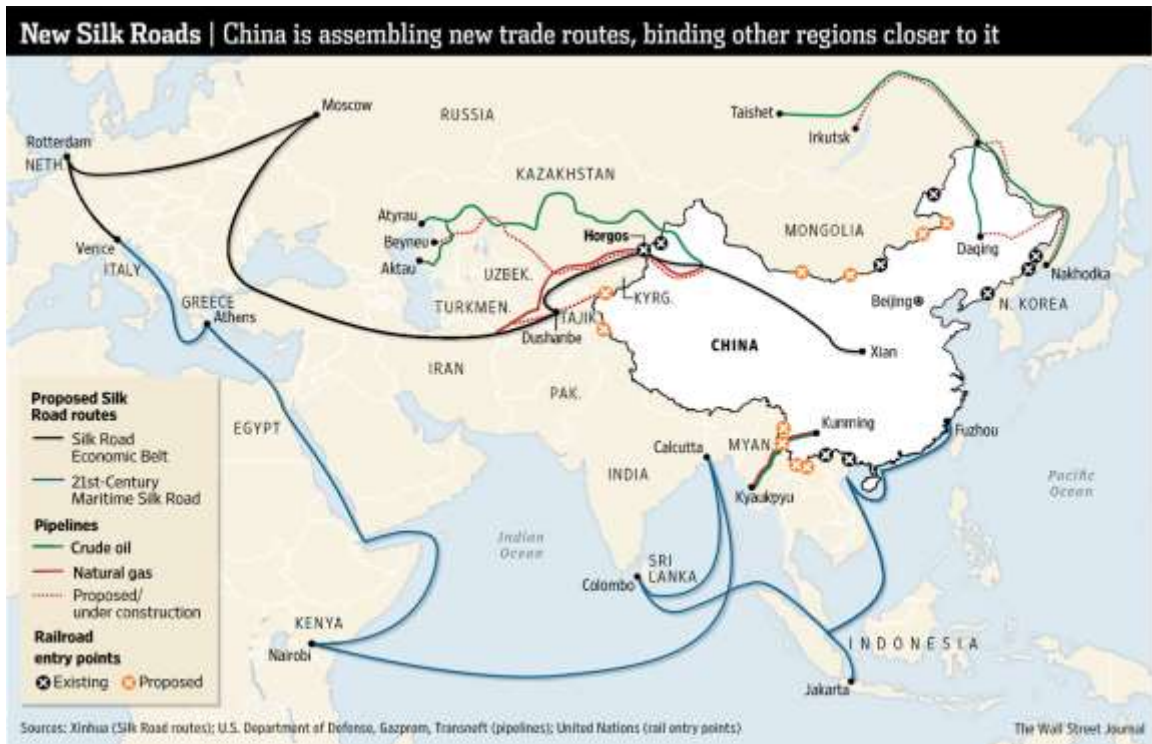 New Silk Roads | China is assembling new trade routes, binding other regions closer to it
Moscow
RUSSIA
Taishet
Irkutsk
Rotterdam
NETH
KAZAKHSTAN
Atyrau
Beyneu
Aktau
Horgos
MONGOLIA
Daqing
Nakhodka
Venice
ITALY
UZBEK.
KYRG.
Beijing
N. KOREA
GREECE
Athens
TURKMEN.
TAJIK.
Dushanbe
CHINA
Xian
IRAN
PAK.
Proposed Silk
Road routes
Silk Road
Economic Belt
21st-Century
Maritime Silk Road
Pipelines
Crude oil
Natural gas
Proposed/
under construction
Railroad
entry points
Existing
Proposed
EGYPT
Calcutta
MYAN
Kunming
Fuzhou
INDIA
Kyaukpyu
Pacific
Ocean
Indian
Ocean
SRI
LANKA
Colombo
KENYA
Nairobi
INDONESIA
Jakarta
Sources: Xinhua (Silk Road routes); U.S. Department of Defense, Gazprom, Transneft (pipelines); United Nations (rail entry points)
The Wall Street Journal